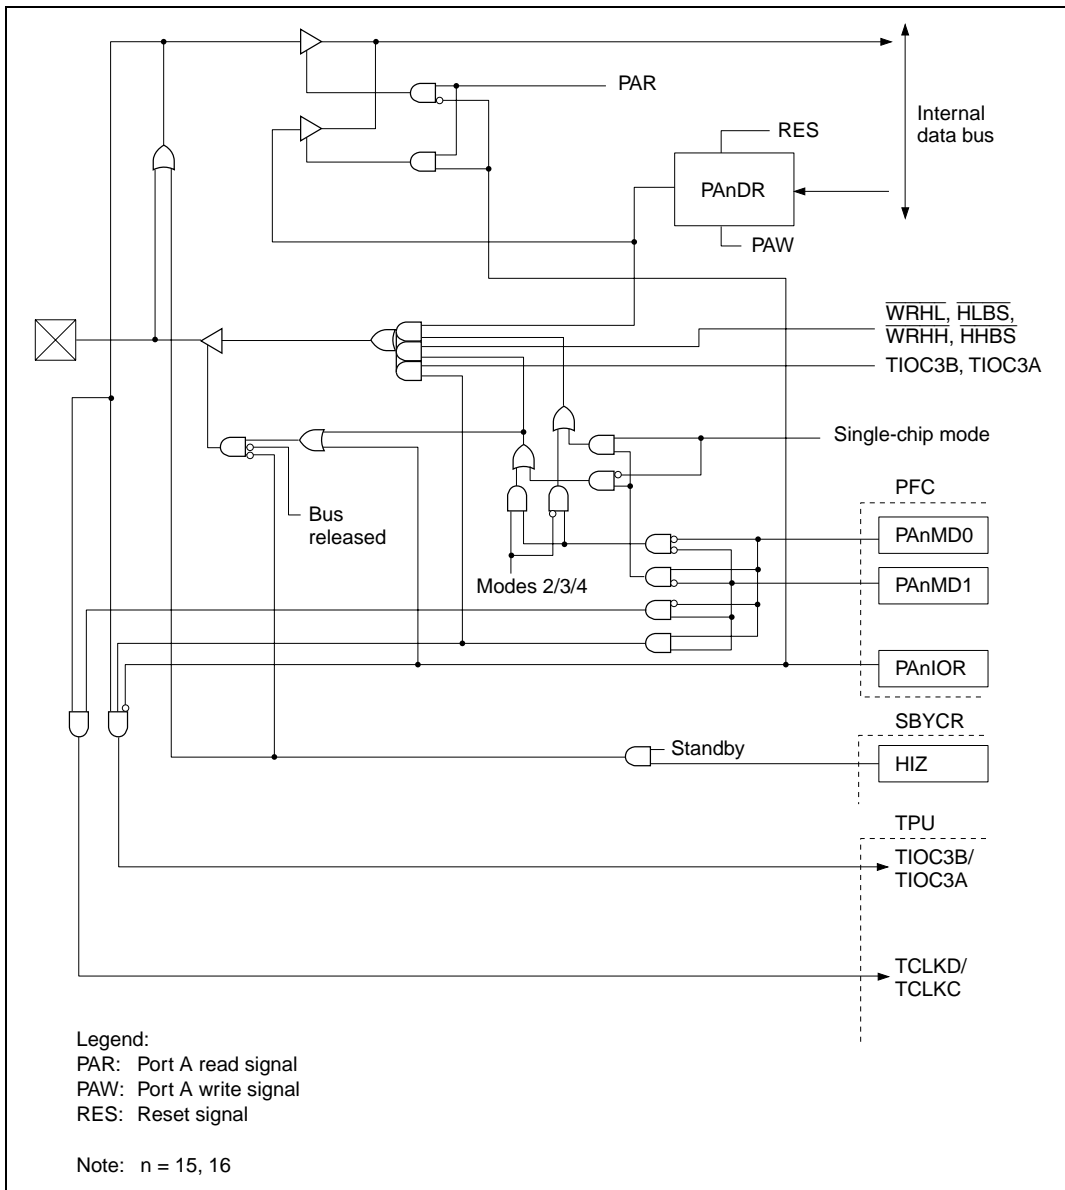 PAR
Internal
data bus
RES
PAnDR
PAW
WRHL, HLBS,
WRHH, HHBS
TIOC3B, TIOC3A
Single-chip mode
PFC
Bus
released
PAnMD0
Modes 2/3/4
PAnMD1
PAnIOR
SBYCR
Standby
HIZ
TPU
TIOC3B/
TIOC3A
TCLKD/
TCLKC
Legend:
PAR: Port A read signal
PAW: Port A write signal
RES: Reset signal
Note: n = 15, 16